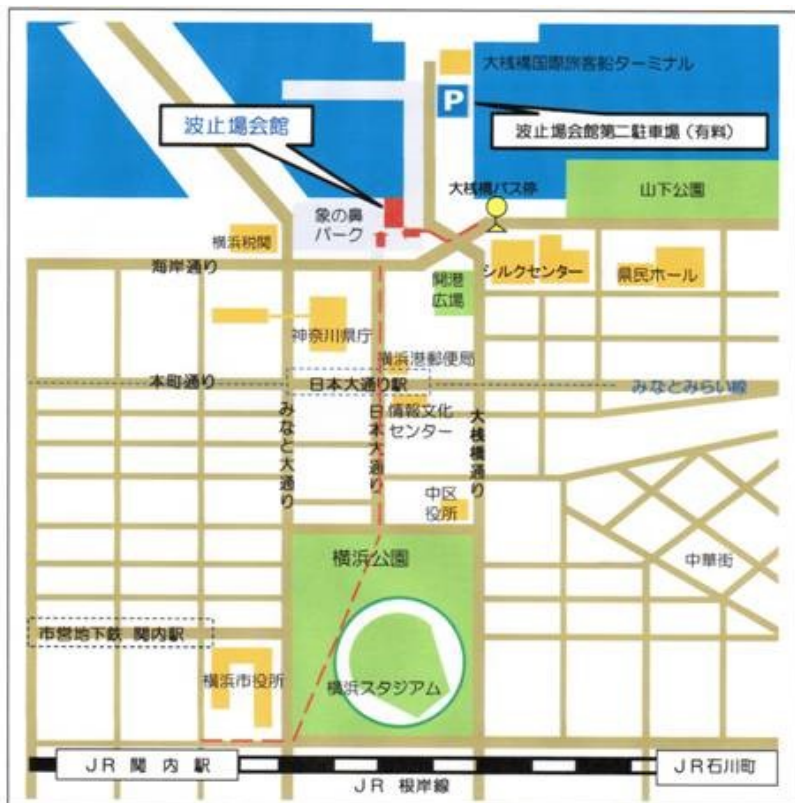 大桟橋国際旅客船ターミナル
P
波止場会館
波止場会館第二駐車場（有料）
大桟橋バス停
山下公園
象の鼻
パーク
横浜税関
海岸通り
開港
広場
シルクセンター
県民ホール
神奈川県庁
横浜港郵便局
本町通り
日本大通り駅
みなとみらい線
情報文化
センター
みなと大通り
日本大通り
大桟橋通り
中区
役所
横浜公園
中華街
市営地下鉄 関内駅
横浜市役所
横浜スタジアム
JR 関内駅
JR石川町
JR 根岸線